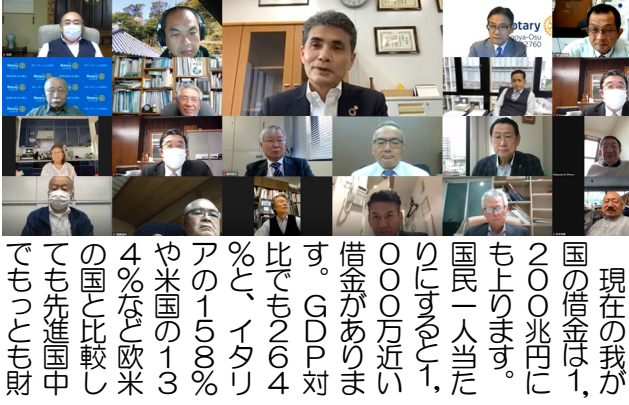 otary
oya-Osu
2760
Rotary
現在の我が
国の借金は1,
200兆円に
も上ります。
国民一人当た
りにすると1,
000万近い
借金がありま
す。GDP対
比でも264
%と、イタリ
アの158%
や米国の13
4%など欧米
の国と比較し
ても先進国中
でもっとも財